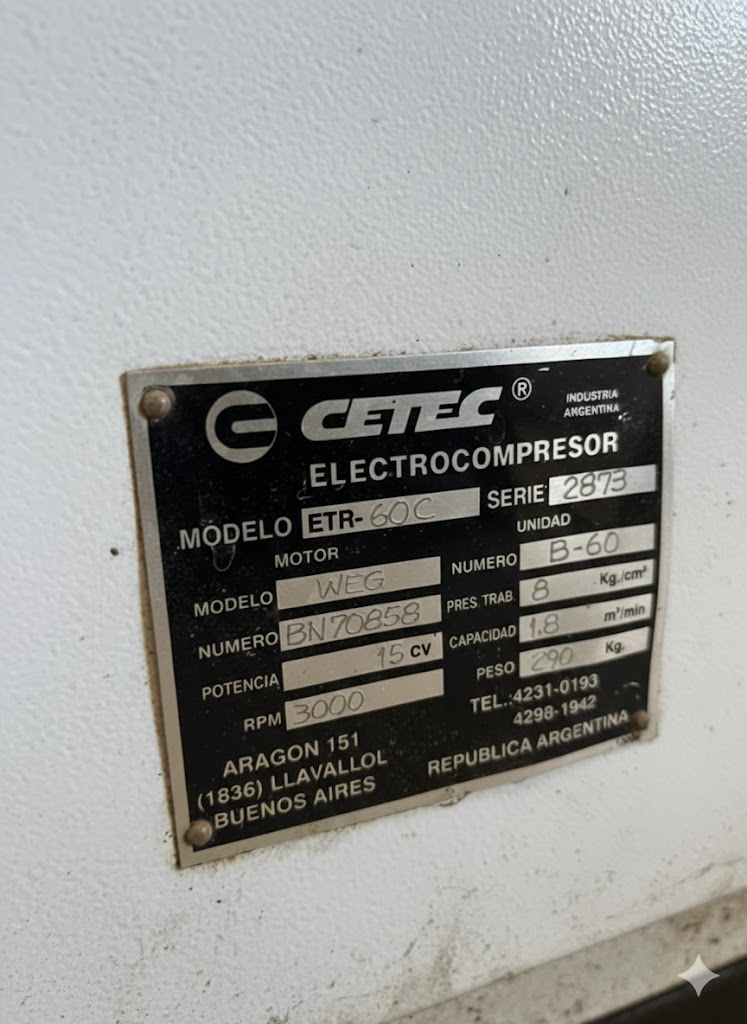 CETEC ® INDUSTRIA ARGENTINA
ELECTROCOMPRESOR
MODELO ETR-60C SERIE 2873
MOTOR
MODELO WEG
NUMERO BN70858
POTENCIA 15 CV
RPM 3000
UNIDAD
NUMERO B-60
PRES. TRAB. 8 Kg./cm²
CAPACIDAD 1.8 m³/min
PESO 290 Kg.
TEL.: 4231-0193
4298-1942
ARAGON 151
(1836) LLAVALLOL
BUENOS AIRES
REPUBLICA ARGENTINA